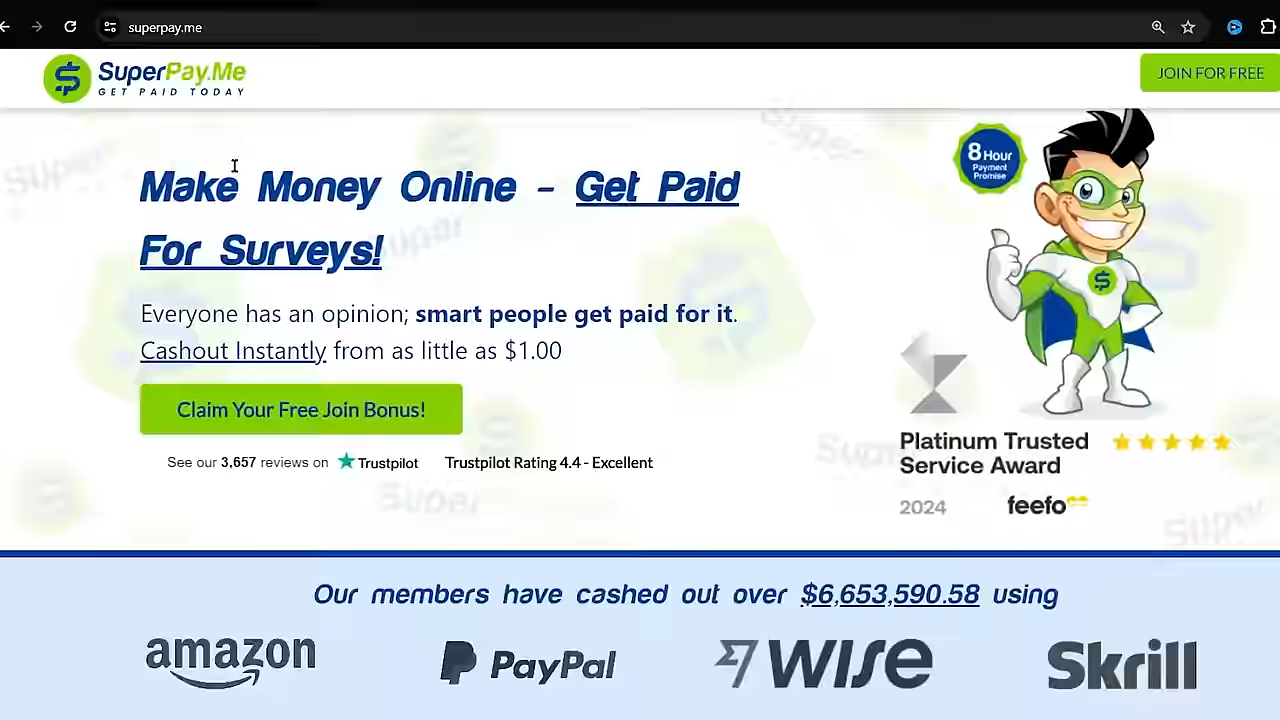 superpay.me
SuperPay.Me
GET PAID TODAY
JOIN FOR FREE
8 Hour
Payment
Promise
Make Money Online - Get Paid
For Surveys!
Everyone has an opinion; smart people get paid for it.
Cashout Instantly from as little as $1.00
Claim Your Free Join Bonus!
See our 3,657 reviews on Trustpilot Trustpilot Rating 4.4 - Excellent
Platinum Trusted
Service Award
2024 feefo
Our members have cashed out over $6,653,590.58 using
amazon PayPal WISE Skrill